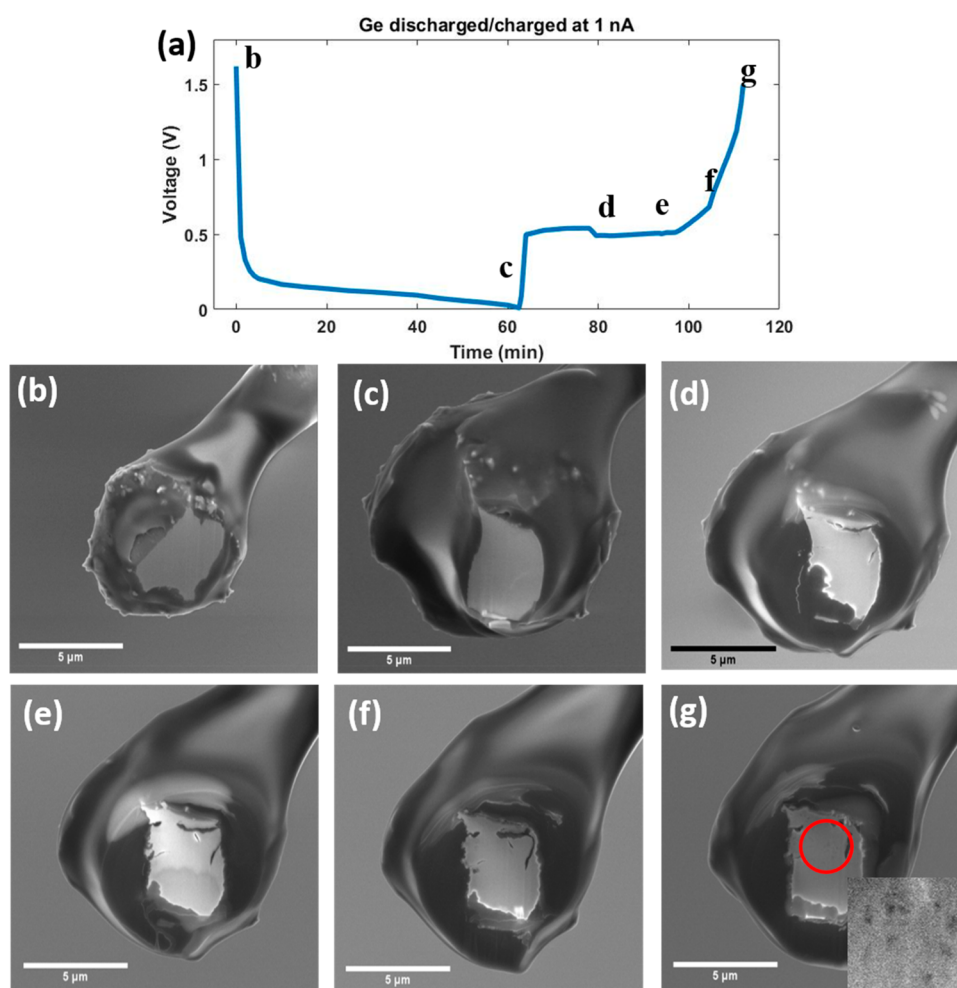 Ge discharged/charged at 1 nA
(a)
b
g
1.5
f
1
d
e
0.5
c
0
Voltage (V)
0
20
40
60
80
100
120
Time (min)
(b)
(c)
(d)
5 µm
5 µm
5 µm
(e)
(f)
(g)
5 µm
5 µm
5 µm